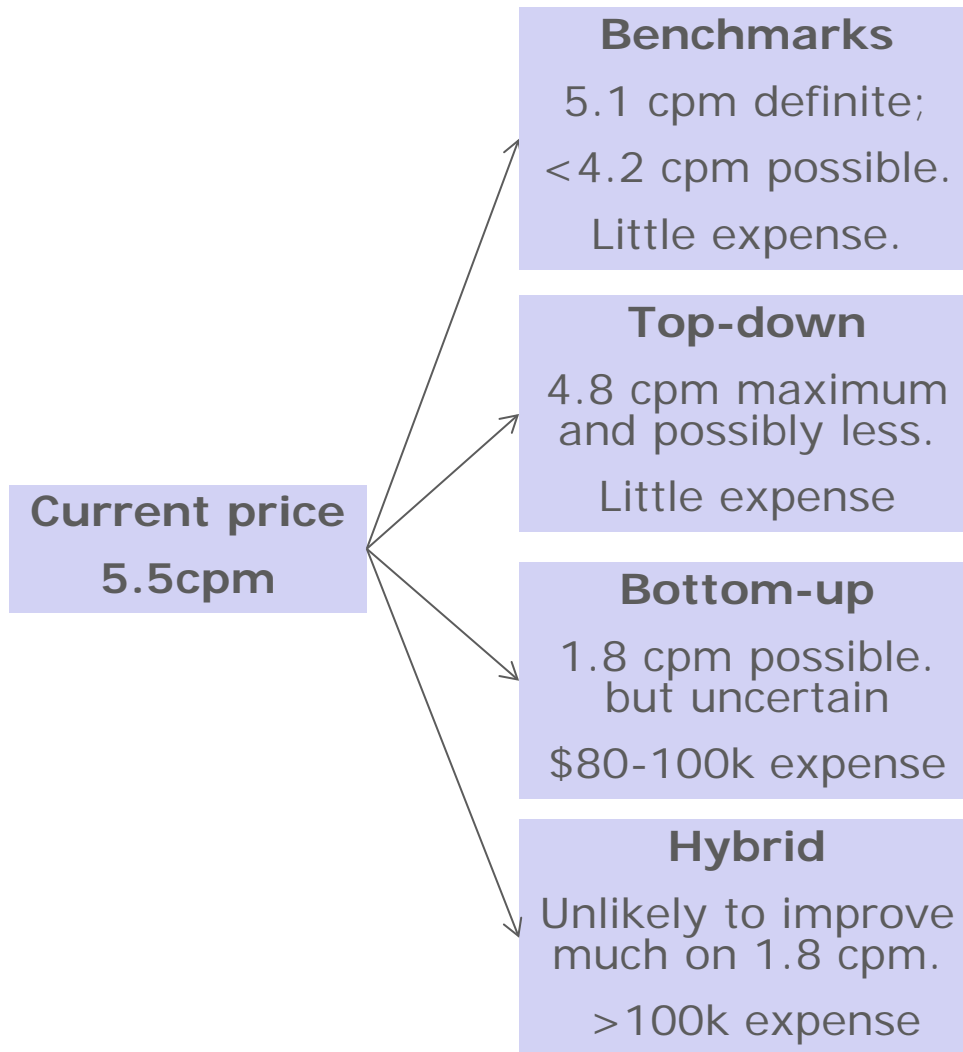 Benchmarks
5.1 cpm definite;
<4.2 cpm possible.
Little expense.
Top-down
4.8 cpm maximum
and possibly less.
Little expense
Current price
5.5cpm
Bottom-up
1.8 cpm possible.
but uncertain
$80-100k expense
Hybrid
Unlikely to improve
much on 1.8 cpm.
>100k expense